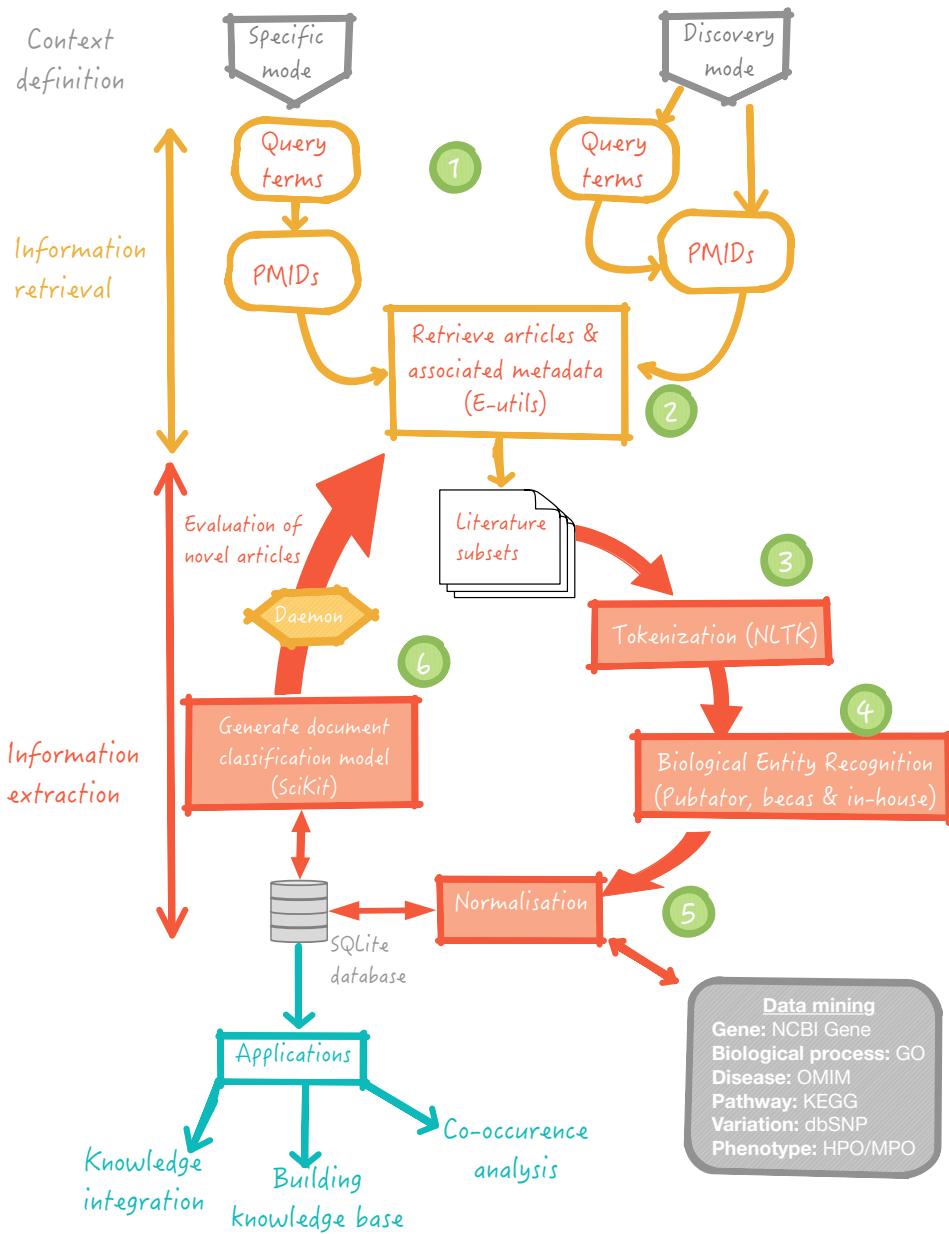 Context
definition
Specific
mode
Discovery
mode
Query
terms
1
Query
terms
Information
retrieval
PMIDs
PMIDs
Retrieve articles &
associated metadata
(E-utils)
2
Evaluation of
novel articles
Literature
subsets
3
Daemon
Tokenization (NLTK)
6
4
Generate document
classification model
(SciKit)
Biological Entity Recognition
(Pubtator, becas & in-house)
Information
extraction
Normalisation
5
SQLite
database
Data mining
Gene: NCBI Gene
Biological process: GO
Disease: OMIM
Pathway: KEGG
Variation: dbSNP
Phenotype: HPO/MPO
Applications
Knowledge
integration
Building
knowledge base
Co-occurence
analysis